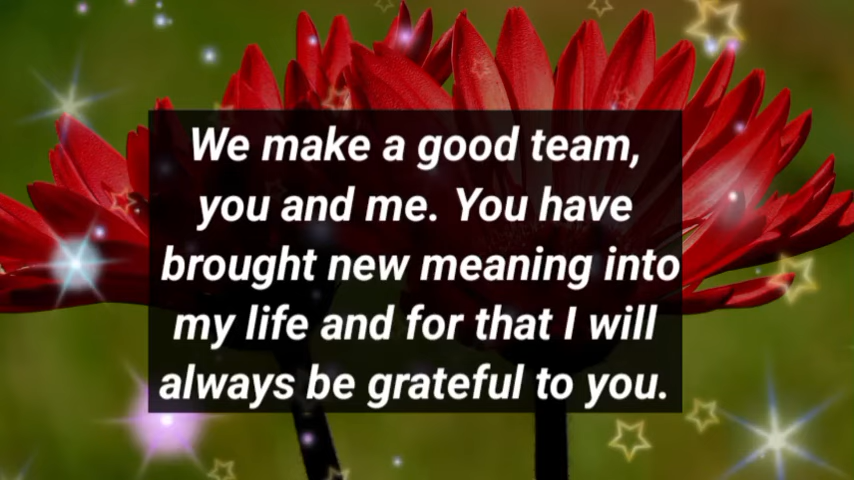 We make a good team,
you and me. You have
brought new meaning into
my life and for that I will
always be grateful to you.